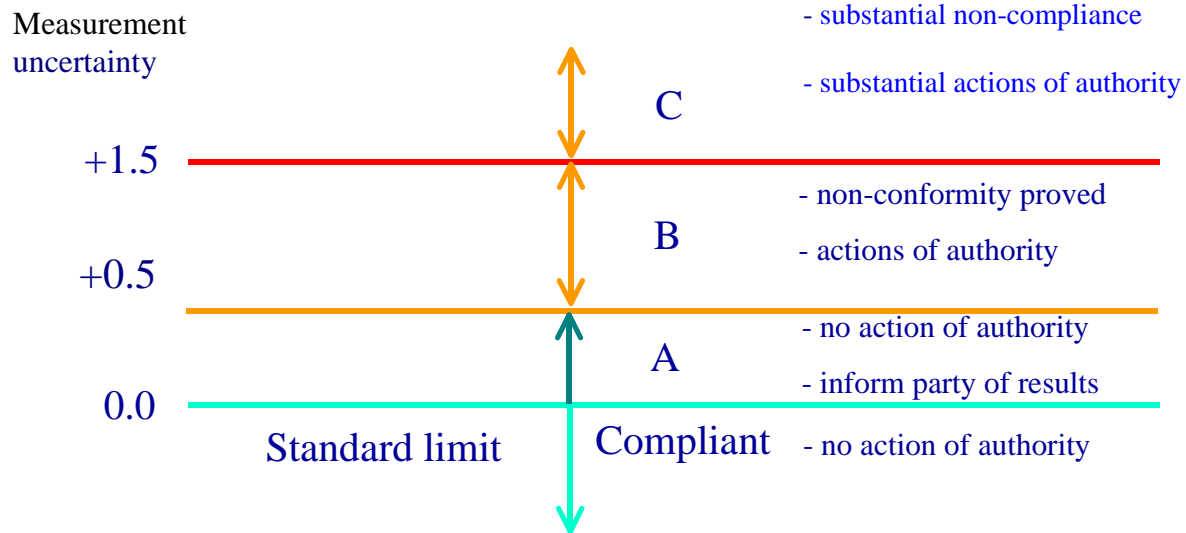 Measurement
uncertainty
- substantial non-compliance
- substantial actions of authority
C
+1.5
- non-conformity proved
B
- actions of authority
+0.5
- no action of authority
A
- inform party of results
0.0
Standard limit
Compliant
- no action of authority